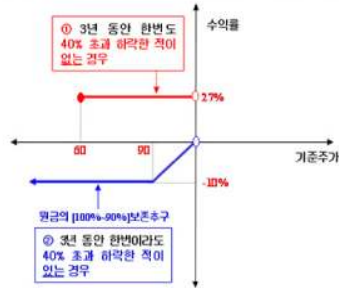 수익률
① 3년 동안 한번도
40% 초과 하락한 적이
없는 경우
27%
60
90
기준주가
-10%
원금의 [100%-90%]보존추구
② 3년 동안 한번이라도
40% 초과 하락한 적이
있는 경우